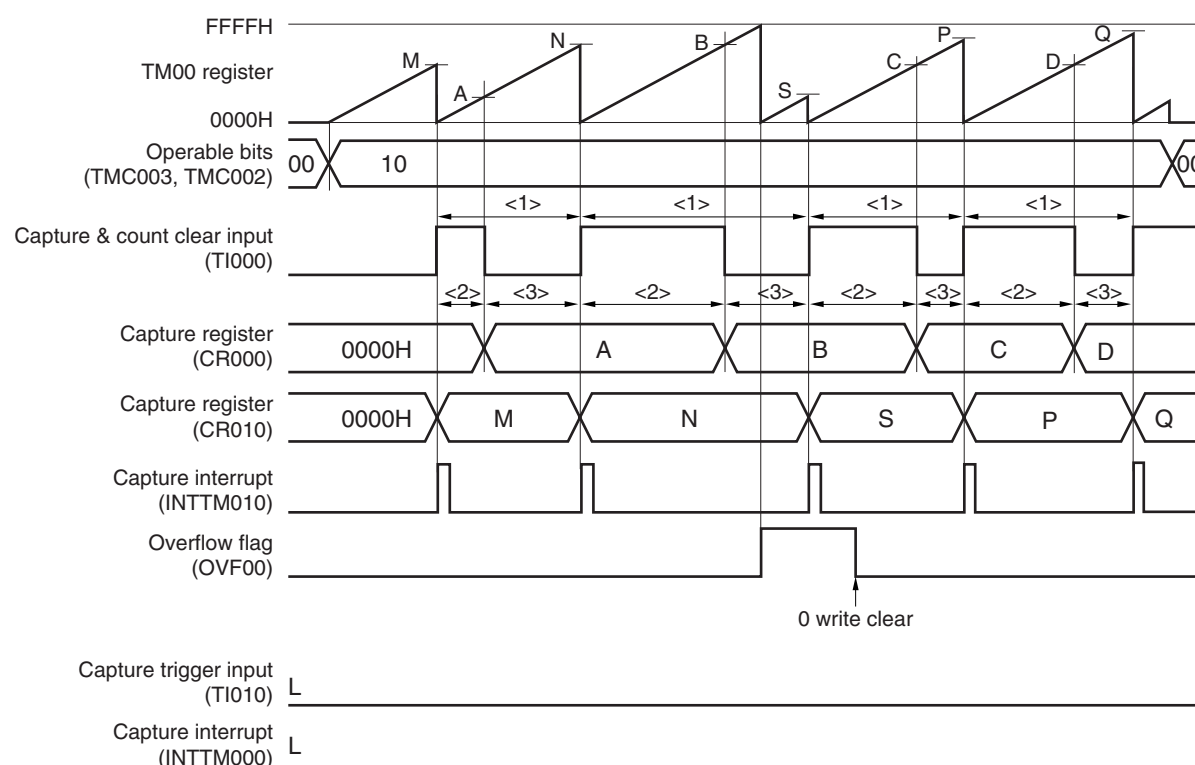 FFFFH
TM00 register
0000H
M A N B S C P D Q
Operable bits
(TMC003, TMC002)
00 10 00
<1> <1> <1> <1>
Capture & count clear input
(TI000)
<2> <3> <2> <3> <2> <3> <2> <3>
Capture register
(CR000)
0000H A B C D
Capture register
(CR010)
0000H M N S P Q
Capture interrupt
(INTTM010)
Overflow flag
(OVF00)
0 write clear
Capture trigger input
(TI010)
L
Capture interrupt
(INTTM000)
L